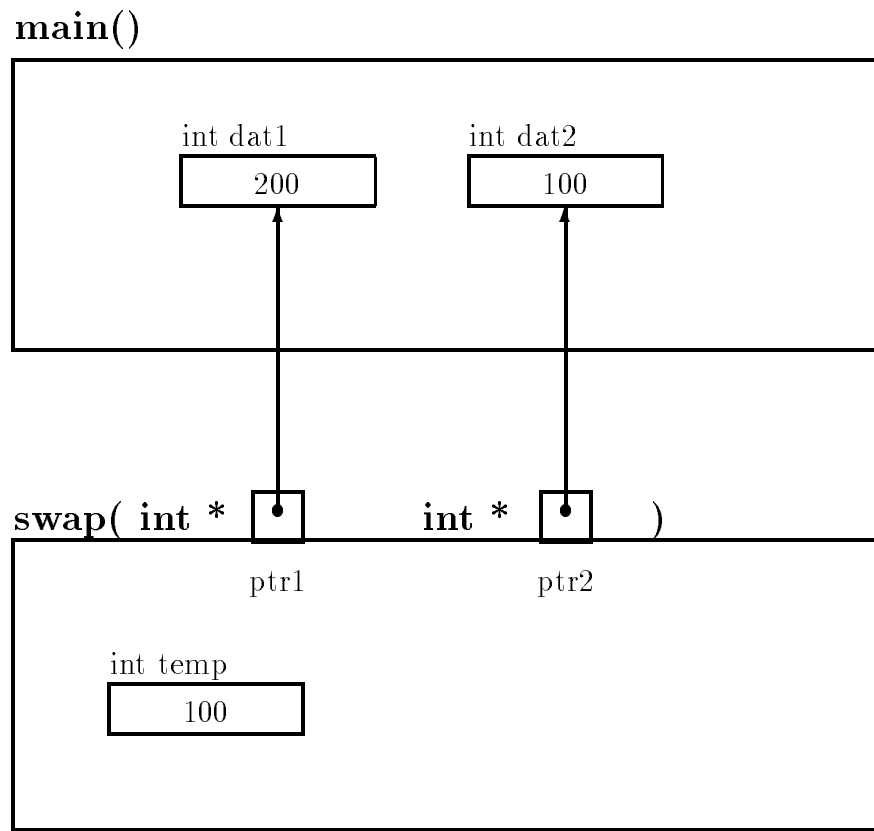 main()
int dat1 int dat2
200 100
swap( int * int * )
ptr1 ptr2
int temp
100